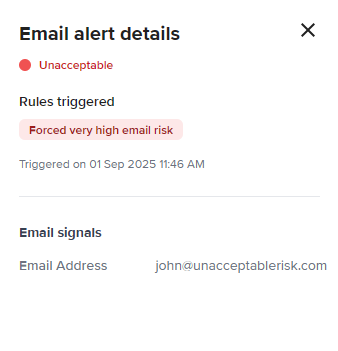 Email alert details
Unacceptable
Rules triggered
Forced very high email risk
Triggered on 01 Sep 2025 11:46 AM
Email signals
Email Address john@unacceptablerisk.com